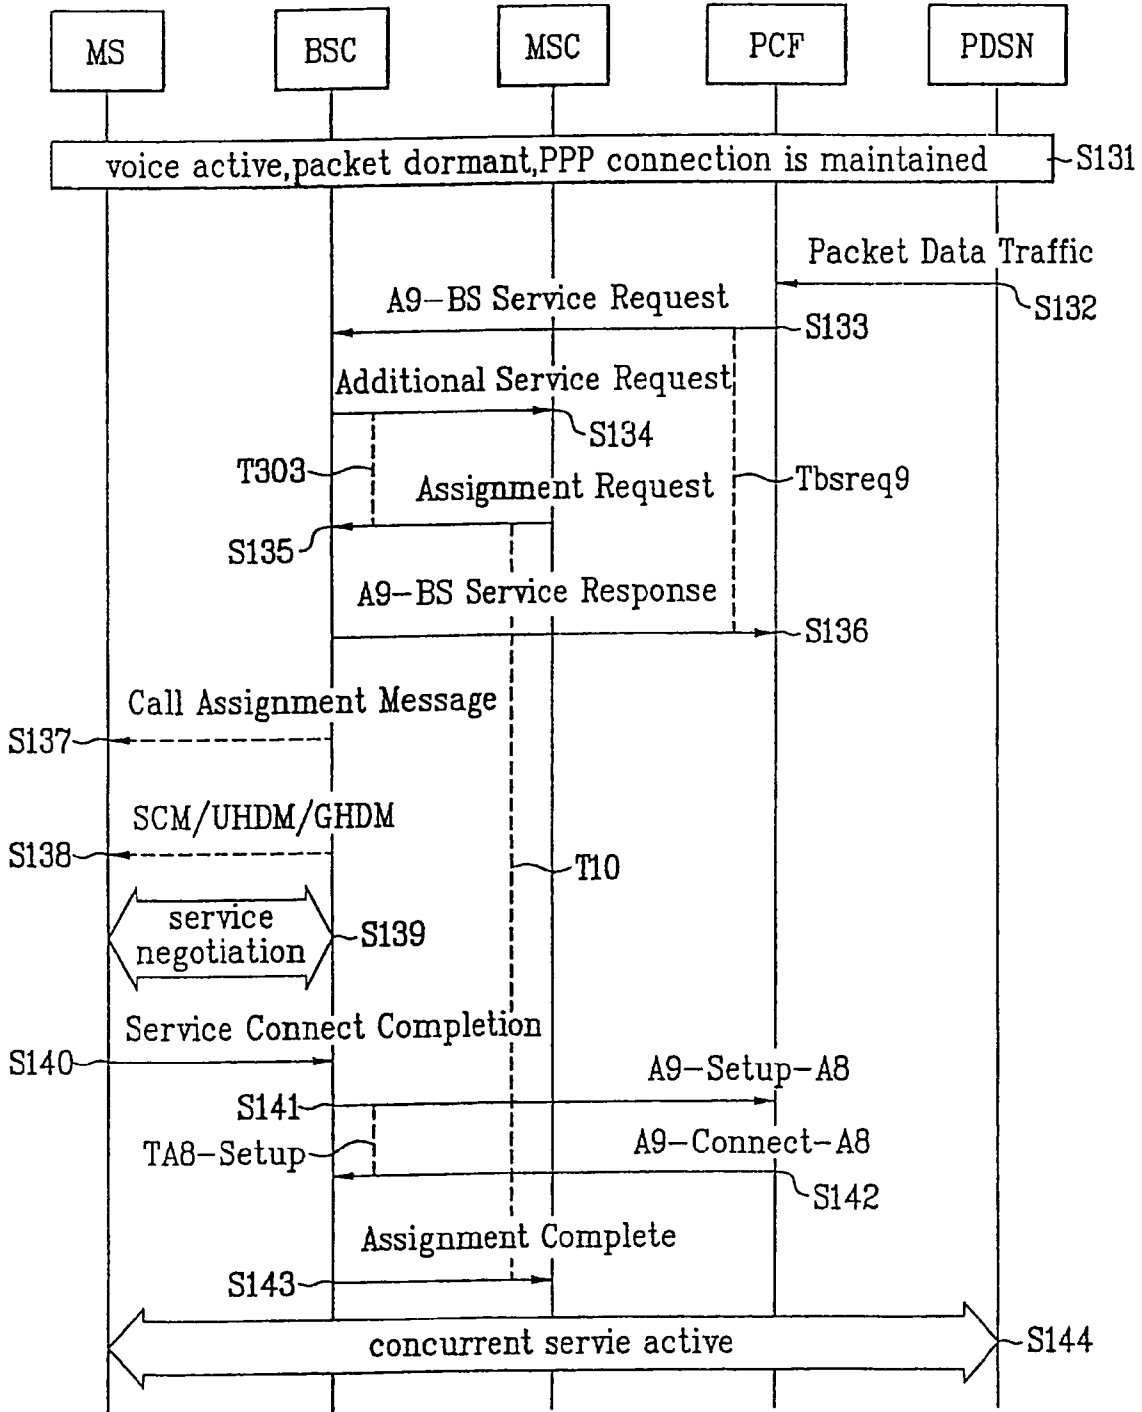 MS
BSC
MSC
PCF
PDSN
voice active,packet dormant,PPP connection is maintained
S131
Packet Data Traffic
S132
A9-BS Service Request
S133
Additional Service Request
S134
T303
Assignment Request
Tbsreq9
S135
A9-BS Service Response
S136
Call Assignment Message
S137
SCM/UHDM/GHDM
S138
T10
service
negotiation
S139
Service Connect Completion
S140
A9-Setup-A8
S141
TA8-Setup
A9-Connect-A8
S142
Assignment Complete
S143
concurrent servie active
S144